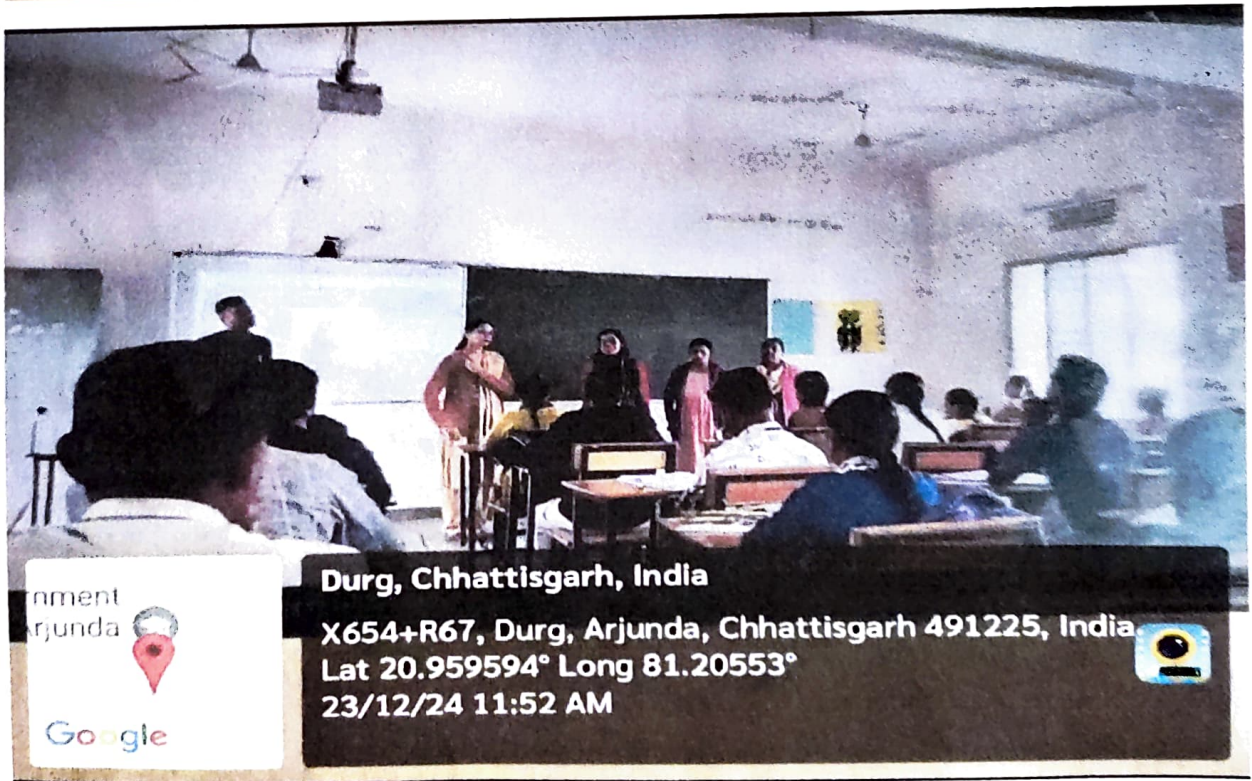 nment
Arjunda
Google
Durg, Chhattisgarh, India
X654+R67, Durg, Arjunda, Chhattisgarh 491225, India
Lat 20.959594° Long 81.20553°
23/12/24 11:52 AM